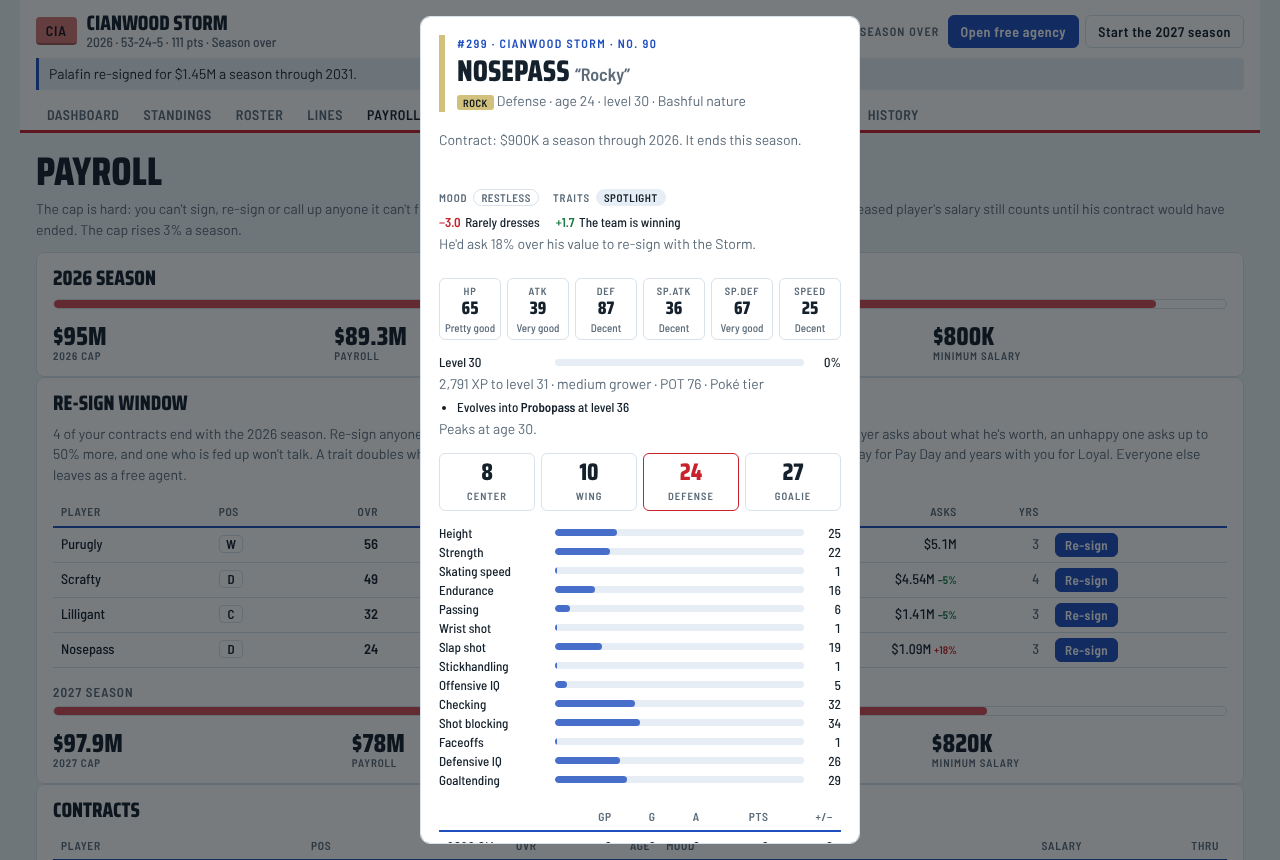 CIA
CIANWOOD STORM
2026 · 53-24-5 · 111 pts · Season over
SEASON OVER
Open free agency
Start the 2027 season
Palafin re-signed for $1.45M a season through 2031.
DASHBOARD STANDINGS ROSTER LINES PAYROLL HISTORY
PAYROLL
The cap is hard: you can't sign, re-sign or call up anyone it can't f
eased player's salary still counts until his contract would have
ended. The cap rises 3% a season.
2026 SEASON
$95M $89.3M $800K
2026 CAP PAYROLL MINIMUM SALARY
RE-SIGN WINDOW
4 of your contracts end with the 2026 season. Re-sign anyone
yer asks about what he's worth, an unhappy one asks up to
50% more, and one who is fed up won't talk. A trait doubles wh
ay for Pay Day and years with you for Loyal. Everyone else
leaves as a free agent.
PLAYER POS OVR ASKS YRS
Purugly W 56 $5.1M 3 Re-sign
Scrafty D 49 $4.54M −5% 4 Re-sign
Lilligant C 32 $1.41M −5% 3 Re-sign
Nosepass D 24 $1.09M +18% 3 Re-sign
2027 SEASON
$97.9M $78M $820K
2027 CAP PAYROLL MINIMUM SALARY
CONTRACTS
PLAYER POS OVR AGE MOOD SALARY THRU
#299 · CIANWOOD STORM · NO. 90
NOSEPASS “Rocky”
ROCK Defense · age 24 · level 30 · Bashful nature
Contract: $900K a season through 2026. It ends this season.
MOOD RESTLESS TRAITS SPOTLIGHT
−3.0 Rarely dresses +1.7 The team is winning
He'd ask 18% over his value to re-sign with the Storm.
HP ATK DEF SP.ATK SP.DEF SPEED
65 39 87 36 67 25
Pretty good Very good Decent Decent Very good Decent
Level 30 0%
2,791 XP to level 31 · medium grower · POT 76 · Poké tier
• Evolves into Probopass at level 36
Peaks at age 30.
8 10 24 27
CENTER WING DEFENSE GOALIE
Height 25
Strength 22
Skating speed 1
Endurance 16
Passing 6
Wrist shot 1
Slap shot 19
Stickhandling 1
Offensive IQ 5
Checking 32
Shot blocking 34
Faceoffs 1
Defensive IQ 26
Goaltending 29
GP G A PTS +/−